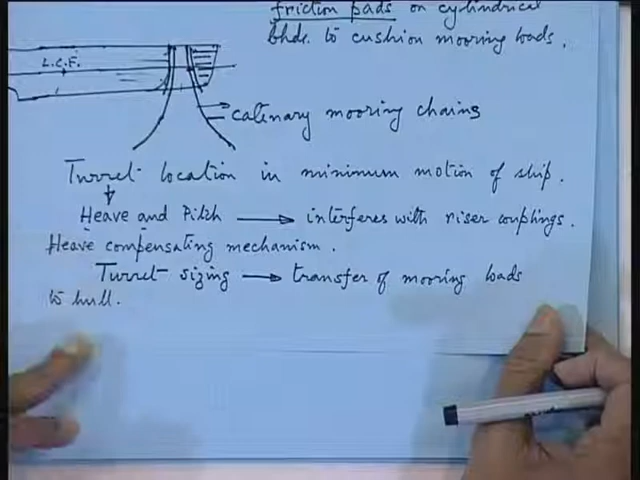 friction pads on cylindrical
bhds. to cushion mooring loads.
L.C.F.
catenary mooring chains
Turret location in minimum motion of ship.
Heave and Pitch → interferes with riser couplings.
Heave compensating mechanism.
Turret sizing → transfer of mooring loads
to hull.